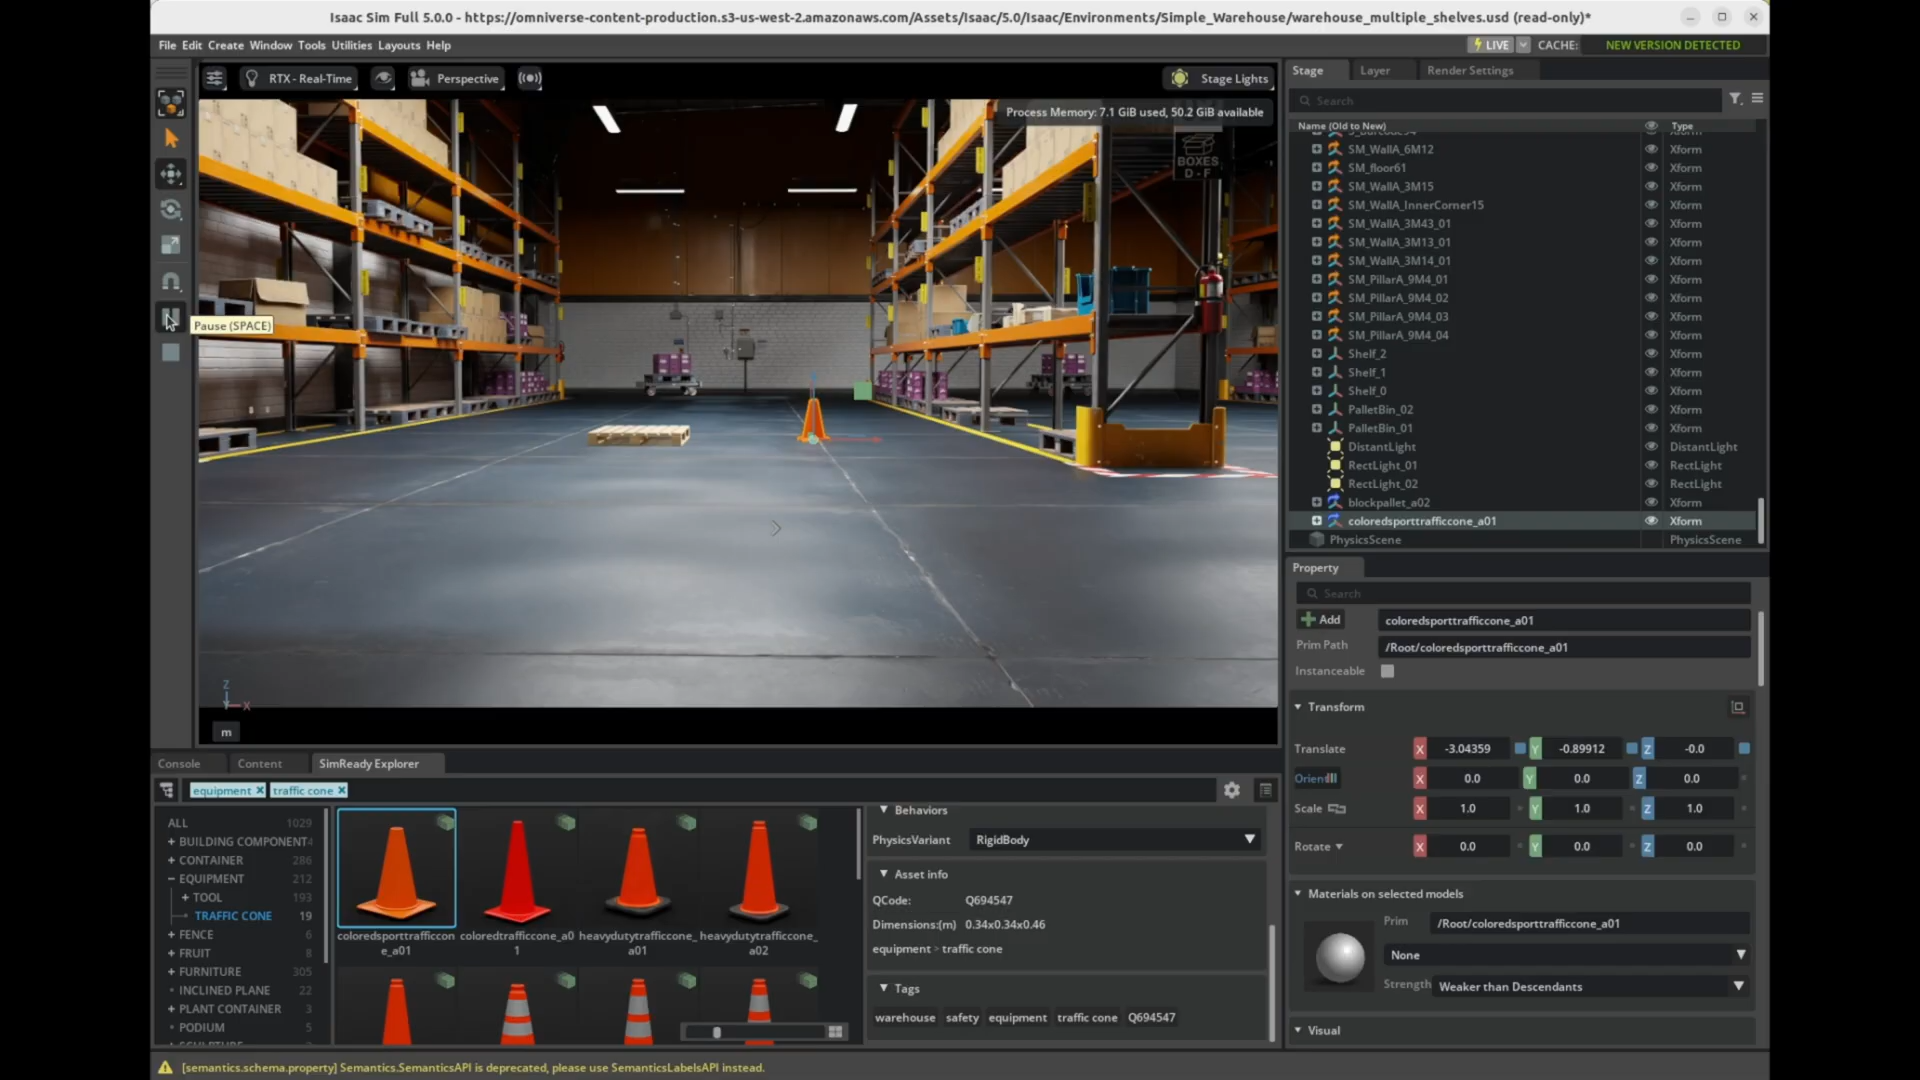 Isaac Sim Full 5.0.0 - https://omniverse-content-production.s3-us-west-2.amazonaws.com/Assets/Isaac/5.0/Isaac/Environments/Simple_Warehouse/warehouse_multiple_shelves.usd (read-only)*
File Edit Create Window Tools Utilities Layouts Help
LIVE CACHE: NEW VERSION DETECTED
RTX - Real-Time Perspective Stage Lights
Process Memory: 7.1 GiB used, 50.2 GiB available
BOXES
D - F
Pause (SPACE)
Z
X
m
Stage Layer Render Settings
Search
Name (Old to New) Type
SM_WallA_6M12 Xform
SM_floor61 Xform
SM_WallA_3M15 Xform
SM_WallA_InnerCorner15 Xform
SM_WallA_3M43_01 Xform
SM_WallA_3M13_01 Xform
SM_WallA_3M14_01 Xform
SM_PillarA_9M4_01 Xform
SM_PillarA_9M4_02 Xform
SM_PillarA_9M4_03 Xform
SM_PillarA_9M4_04 Xform
Shelf_2 Xform
Shelf_1 Xform
Shelf_0 Xform
PalletBin_02 Xform
PalletBin_01 Xform
DistantLight DistantLight
RectLight_01 RectLight
RectLight_02 RectLight
blockpallet_a02 Xform
coloredsporttrafficcone_a01 Xform
PhysicsScene PhysicsScene
Property
Search
Add coloredsporttrafficcone_a01
Prim Path /Root/coloredsporttrafficcone_a01
Instanceable
Transform
Translate X -3.04359 Y -0.89912 Z -0.0
Orient X 0.0 Y 0.0 Z 0.0
Scale X 1.0 Y 1.0 Z 1.0
Rotate X 0.0 Y 0.0 Z 0.0
Materials on selected models
Prim /Root/coloredsporttrafficcone_a01
None
Strength Weaker than Descendants
Visual
Console Content SimReady Explorer
equipment traffic cone
ALL 1029
+ BUILDING COMPONENT
+ CONTAINER 286
− EQUIPMENT 212
+ TOOL 193
TRAFFIC CONE 19
+ FENCE 6
+ FRUIT 8
+ FURNITURE 305
INCLINED PLANE 22
+ PLANT CONTAINER 3
PODIUM 5
coloredsporttrafficcon
e_a01
coloredtrafficcone_a0
1
heavydutytrafficcone_
a01
heavydutytrafficcone_
a02
Behaviors
PhysicsVariant RigidBody
Asset info
QCode: Q694547
Dimensions:(m) 0.34x0.34x0.46
equipment > traffic cone
Tags
warehouse safety equipment traffic cone Q694547
[semantics.schema.property] Semantics.SemanticsAPI is deprecated, please use SemanticsLabelsAPI instead.